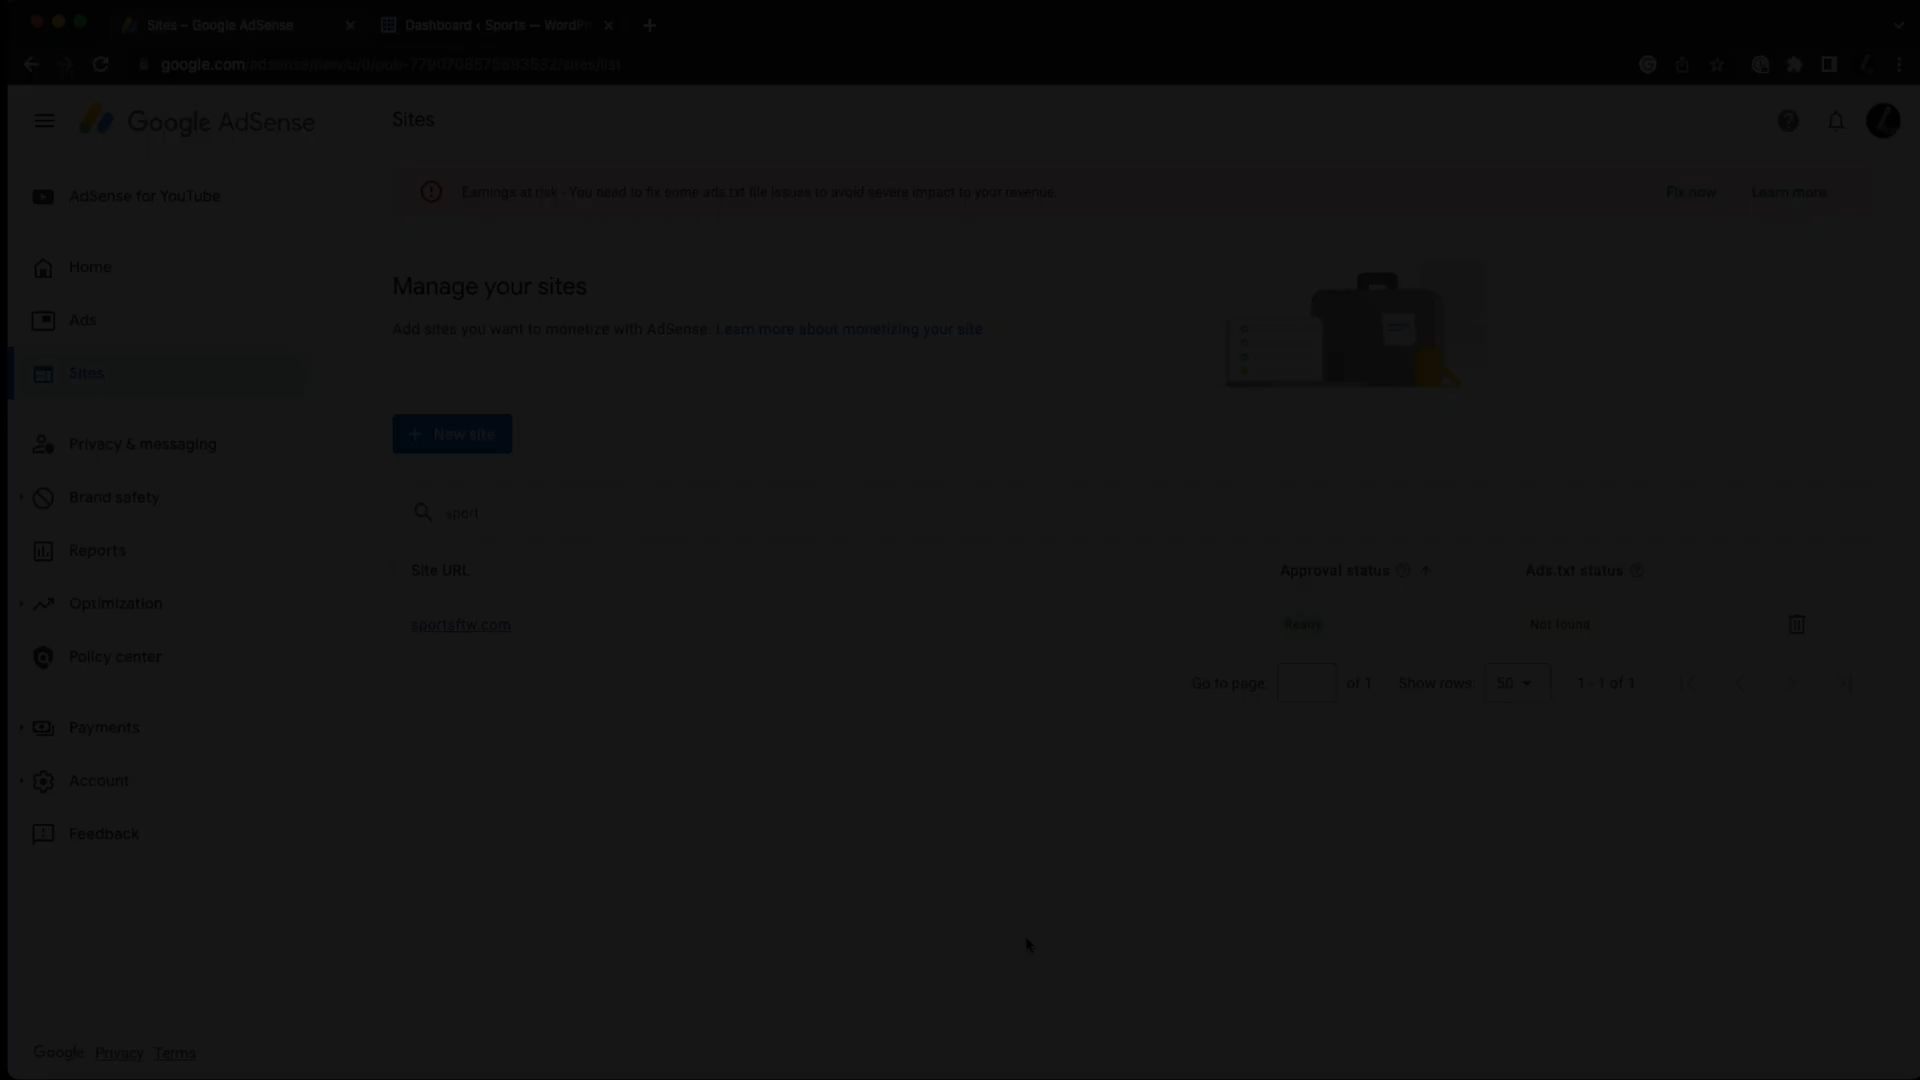 Sites – Google AdSense
Dashboard ‹ Sports — WordPr
google.com/adsense/new/u/0/
/sites/list
Google AdSense
Sites
AdSense for YouTube
Earnings at risk - You need to fix some ads.txt file issues to avoid severe impact to your revenue.
Fix now
Learn more
Home
Manage your sites
Ads
Add sites you want to monetize with AdSense. Learn more about monetizing your site
Sites
+ New site
Privacy & messaging
Brand safety
sport
Reports
Site URL
Approval status
Ads.txt status
Optimization
sportsftw.com
Ready
Not found
Policy center
Go to page:
of 1
Show rows:
50
1 - 1 of 1
Payments
Account
Feedback
Google Privacy Terms